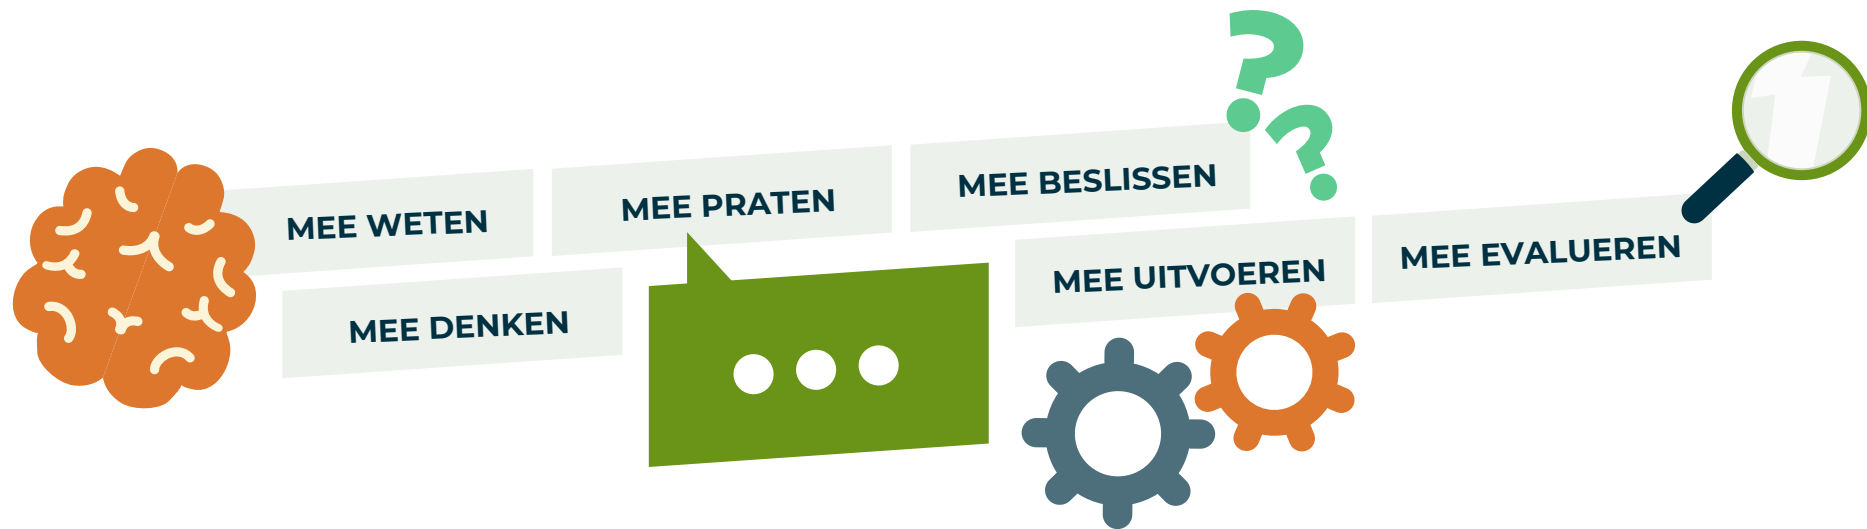 MEE WETEN
MEE DENKEN
MEE PRATEN
MEE BESLISSEN
MEE UITVOEREN
MEE EVALUEREN